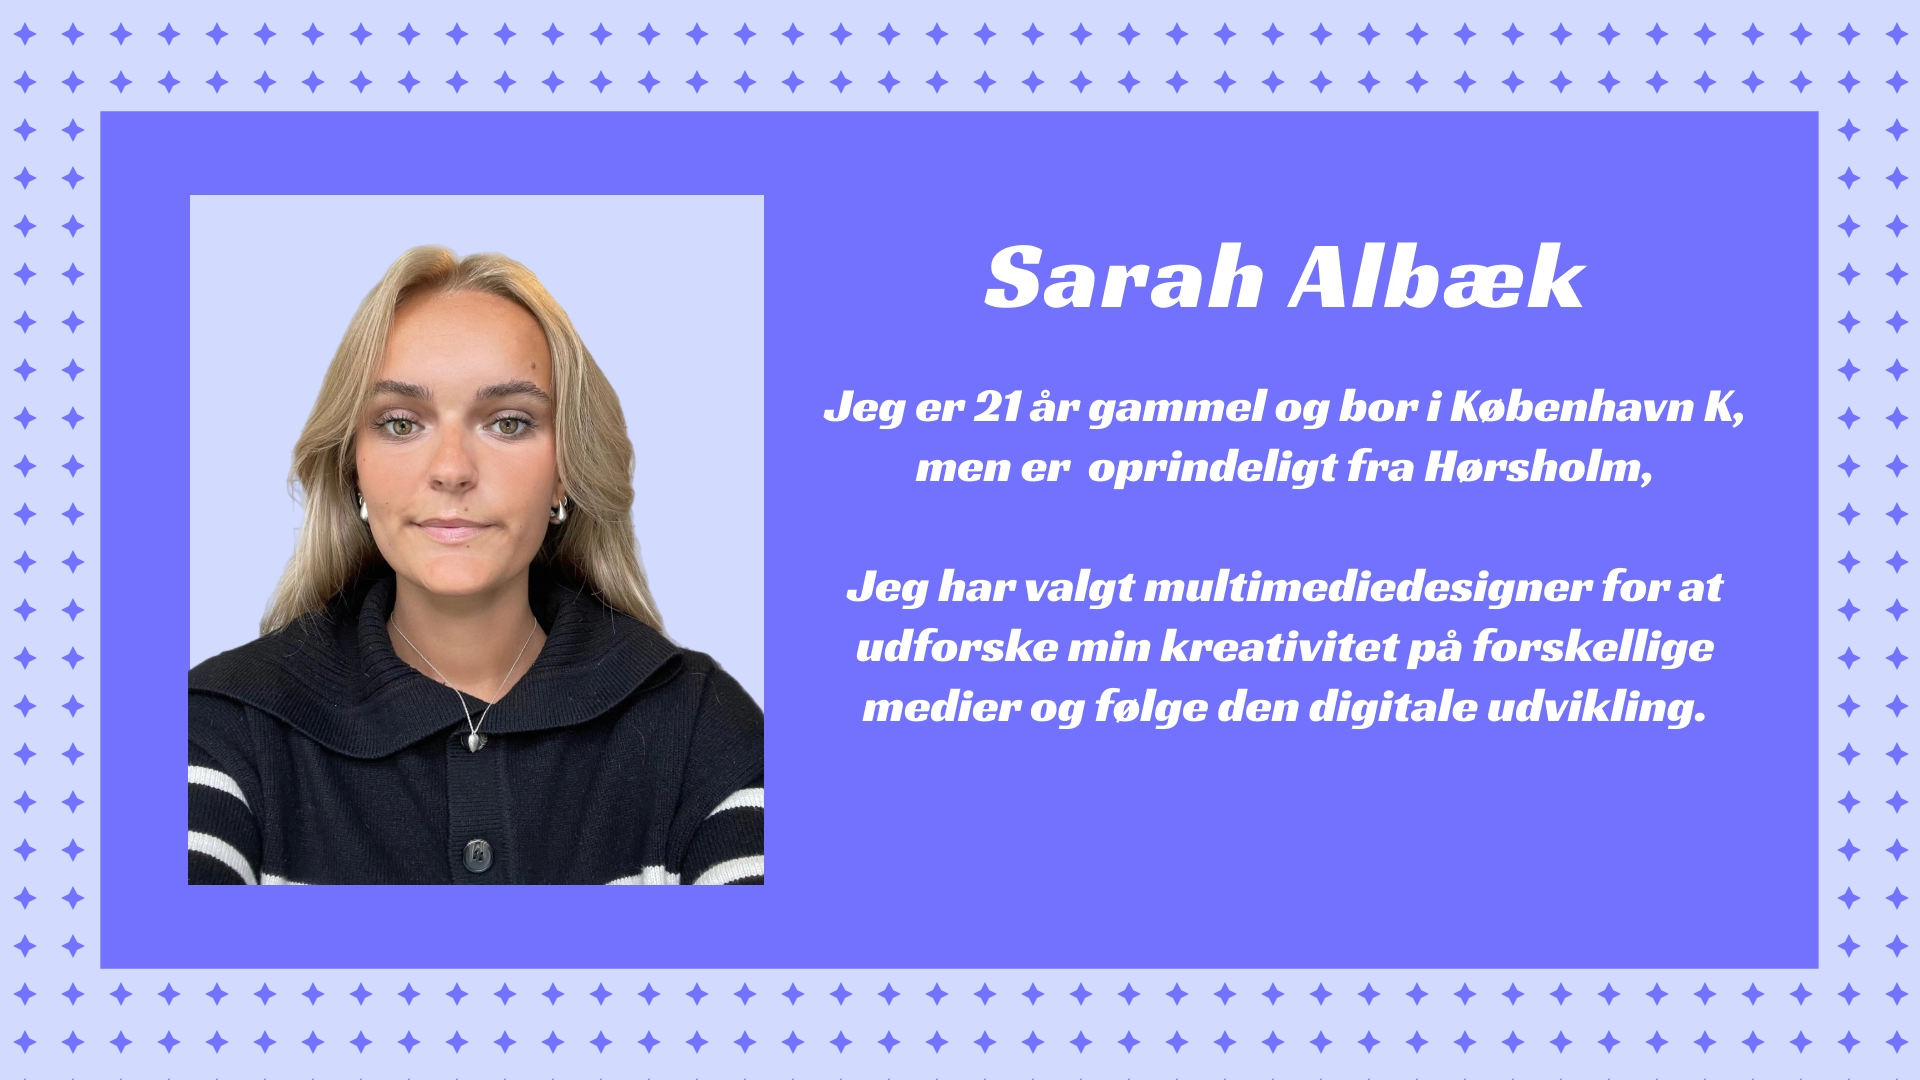 Sarah Albæk
Jeg er 21 år gammel og bor i København K,
men er  oprindeligt fra Hørsholm,
Jeg har valgt multimediedesigner for at
udforske min kreativitet på forskellige
medier og følge den digitale udvikling.